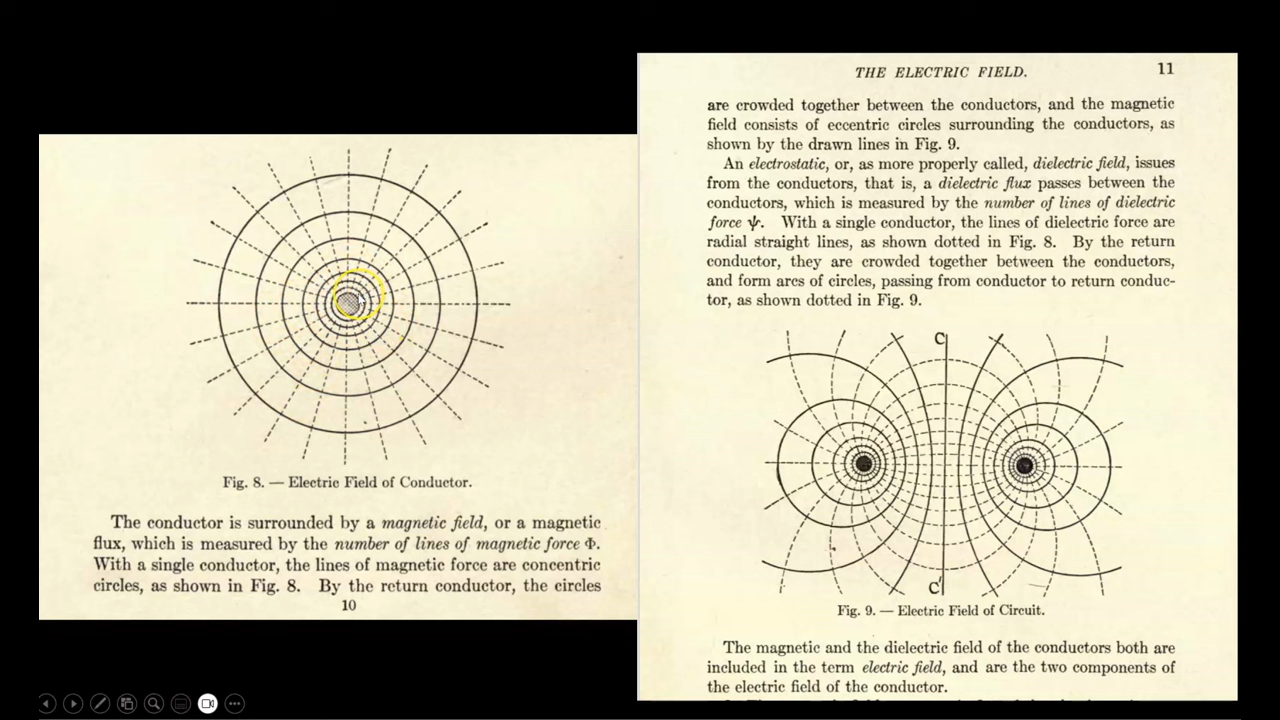 Fig. 8. — Electric Field of Conductor.
The conductor is surrounded by a magnetic field, or a magnetic
flux, which is measured by the number of lines of magnetic force Φ.
With a single conductor, the lines of magnetic force are concentric
circles, as shown in Fig. 8. By the return conductor, the circles
10
THE ELECTRIC FIELD. 11
are crowded together between the conductors, and the magnetic
field consists of eccentric circles surrounding the conductors, as
shown by the drawn lines in Fig. 9.
An electrostatic, or, as more properly called, dielectric field, issues
from the conductors, that is, a dielectric flux passes between the
conductors, which is measured by the number of lines of dielectric
force ψ. With a single conductor, the lines of dielectric force are
radial straight lines, as shown dotted in Fig. 8. By the return
conductor, they are crowded together between the conductors,
and form arcs of circles, passing from conductor to return conduc-
tor, as shown dotted in Fig. 9.
C
C'
Fig. 9. — Electric Field of Circuit.
The magnetic and the dielectric field of the conductors both are
included in the term electric field, and are the two components of
the electric field of the conductor.